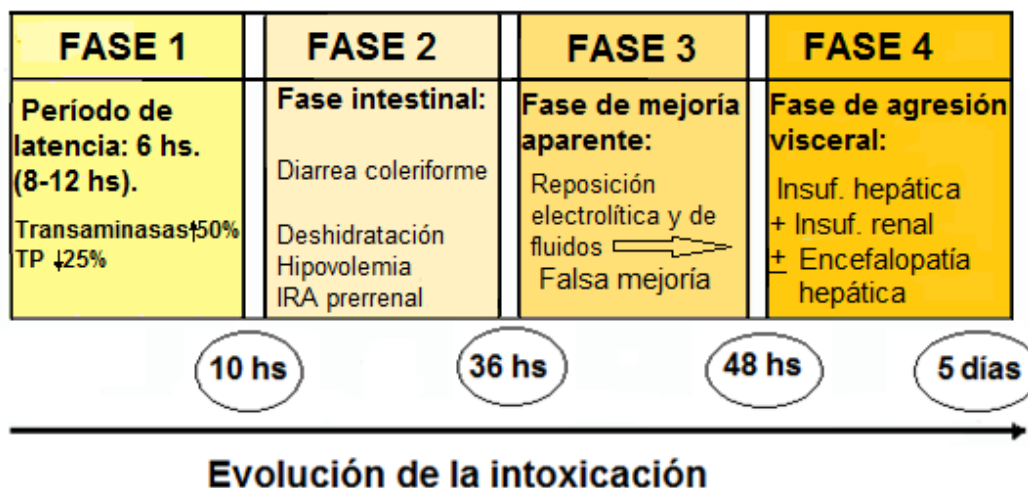 FASE 1
Período de
latencia: 6 hs.
(8-12 hs).
Transaminasas↑50%
TP ↓25%
FASE 2
Fase intestinal:
Diarrea coleriforme
Deshidratación
Hipovolemia
IRA prerrenal
FASE 3
Fase de mejoría
aparente:
Reposición
electrolítica y de
fluidos
Falsa mejoría
FASE 4
Fase de agresión
visceral:
Insuf. hepática
+ Insuf. renal
± Encefalopatía
hepática
10 hs
36 hs
48 hs
5 días
Evolución de la intoxicación